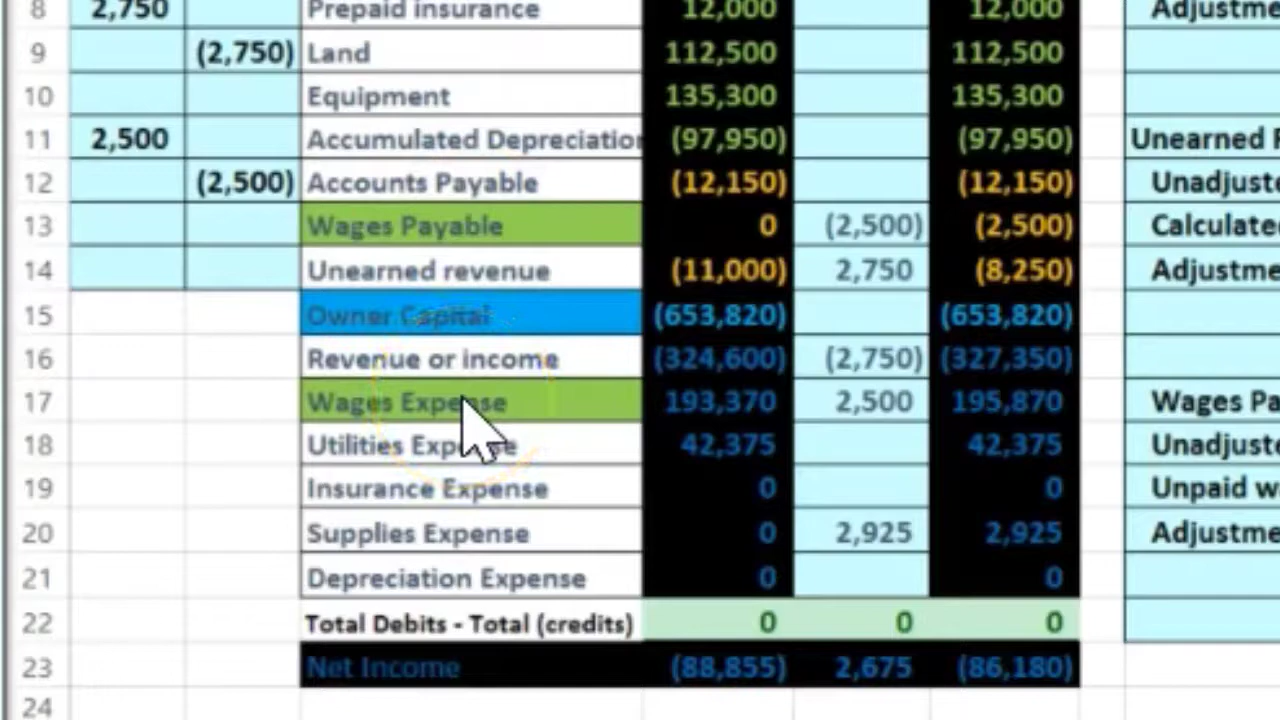 8 2,750 Prepaid insurance 12,000 12,000 Adjustme
9 (2,750) Land 112,500 112,500
10 Equipment 135,300 135,300
11 2,500 Accumulated Depreciation (97,950) (97,950) Unearned R
12 (2,500) Accounts Payable (12,150) (12,150) Unadjuste
13 Wages Payable 0 (2,500) (2,500) Calculated
14 Unearned revenue (11,000) 2,750 (8,250) Adjustme
15 Owner Capital (653,820) (653,820)
16 Revenue or income (324,600) (2,750) (327,350)
17 Wages Expense 193,370 2,500 195,870 Wages Pa
18 Utilities Expense 42,375 42,375 Unadjuste
19 Insurance Expense 0 0 Unpaid w
20 Supplies Expense 0 2,925 2,925 Adjustme
21 Depreciation Expense 0 0
22 Total Debits - Total (credits) 0 0 0
23 Net Income (88,855) 2,675 (86,180)
24